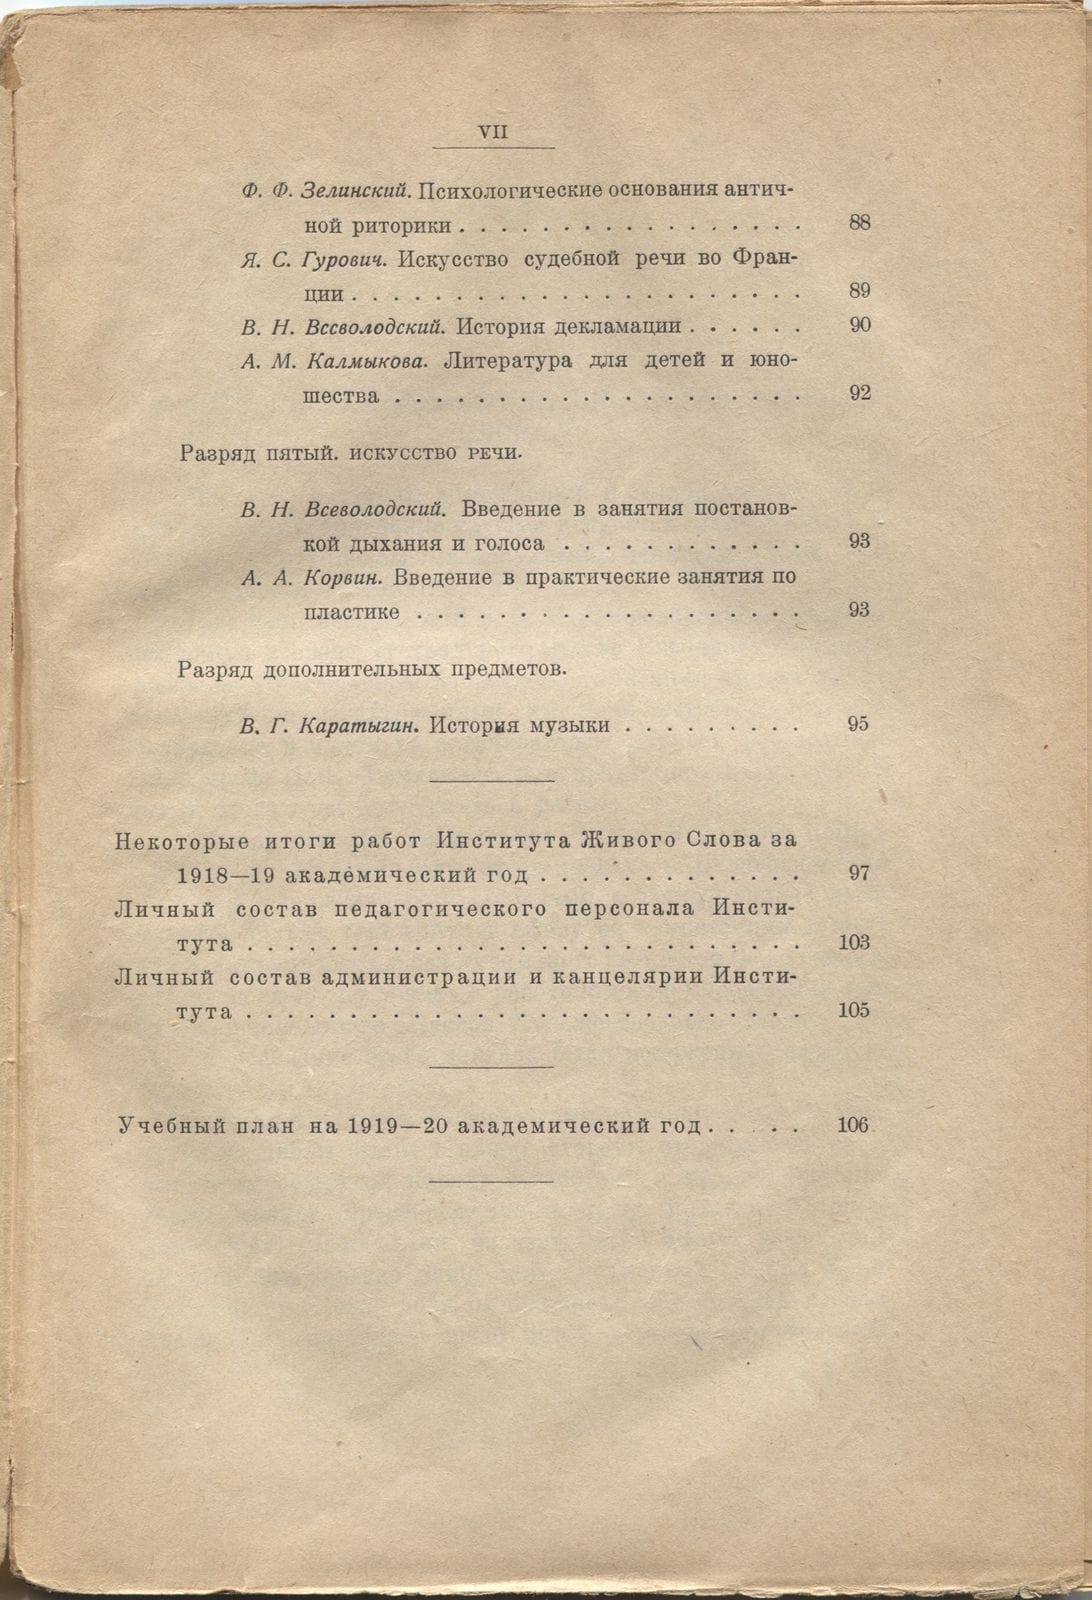 VII
Ф. Ф. Зелинский. Психологические основания антич-
ной риторики . . . . . . . . . . . . . . . . . 88
Я. С. Гурович. Искусство судебной речи во Фран-
ции . . . . . . . . . . . . . . . . . . . . . . 89
В. Н. Вссволодский. История декламации . . . . . . 90
А. М. Калмыкова. Литература для детей и юно-
шества . . . . . . . . . . . . . . . . . . . . 92
Разряд пятый. ИСКУССТВО РЕЧИ.
В. Н. Всеволодский. Введение в занятия постанов-
кой дыхания и голоса . . . . . . . . . . . . 93
А. А. Корвин. Введение в практические занятия по
пластике . . . . . . . . . . . . . . . . . . . 93
Разряд дополнительных предметов.
В. Г. Каратыгин. История музыки . . . . . . . . . 95
Некоторые итоги работ Института Живого Слова за
1918—19 академический год . . . . . . . . . . . . . 97
Личный состав педагогического персонала Инсти-
тута . . . . . . . . . . . . . . . . . . . . . . . . . . . 103
Личный состав администрации и канцелярии Инсти-
тута . . . . . . . . . . . . . . . . . . . . . . . . . . . 105
Учебный план на 1919—20 академический год . . . . . 106